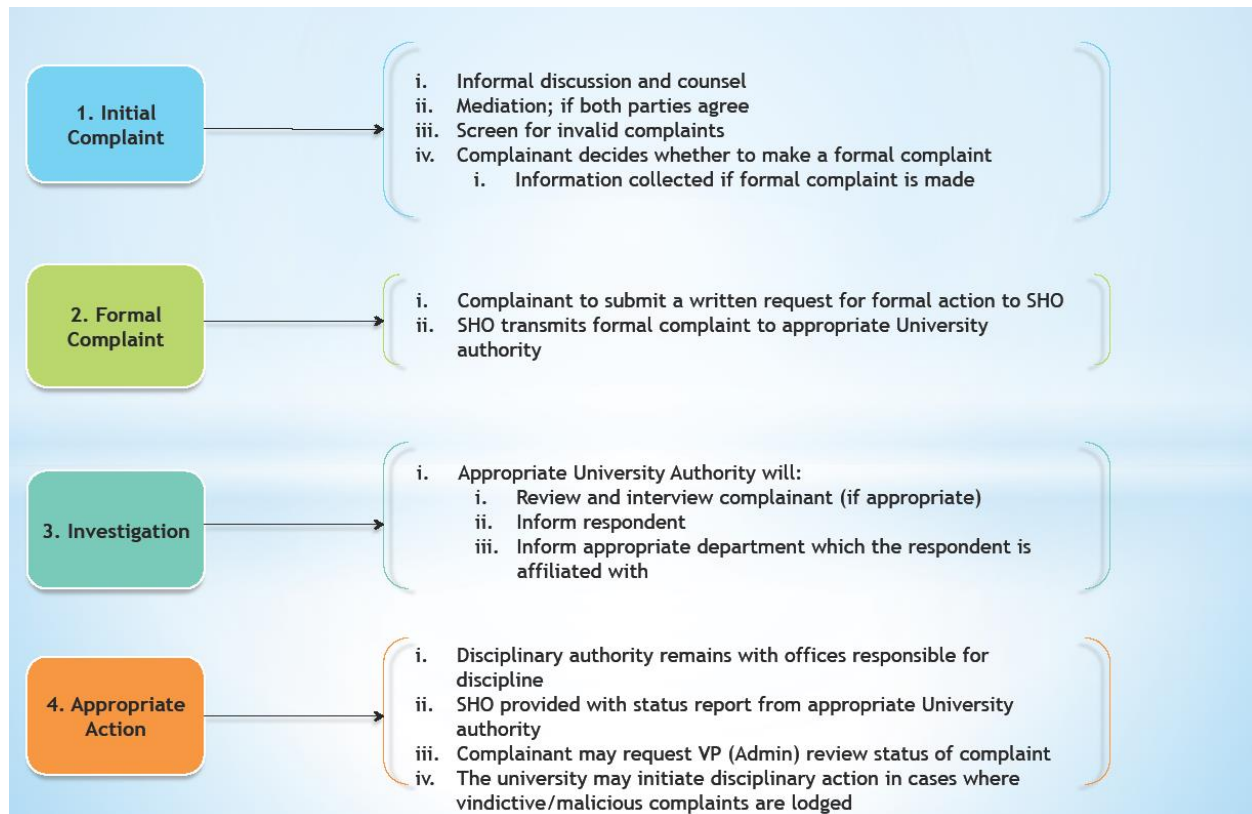 1. Initial
Complaint
i. Informal discussion and counsel
ii. Mediation; if both parties agree
iii. Screen for invalid complaints
iv. Complainant decides whether to make a formal complaint
i. Information collected if formal complaint is made
2. Formal
Complaint
i. Complainant to submit a written request for formal action to SHO
ii. SHO transmits formal complaint to appropriate University
authority
3. Investigation
i. Appropriate University Authority will:
i. Review and interview complainant (if appropriate)
ii. Inform respondent
iii. Inform appropriate department which the respondent is
affiliated with
4. Appropriate
Action
i. Disciplinary authority remains with offices responsible for
discipline
ii. SHO provided with status report from appropriate University
authority
iii. Complainant may request VP (Admin) review status of complaint
iv. The university may initiate disciplinary action in cases where
vindictive/malicious complaints are lodged